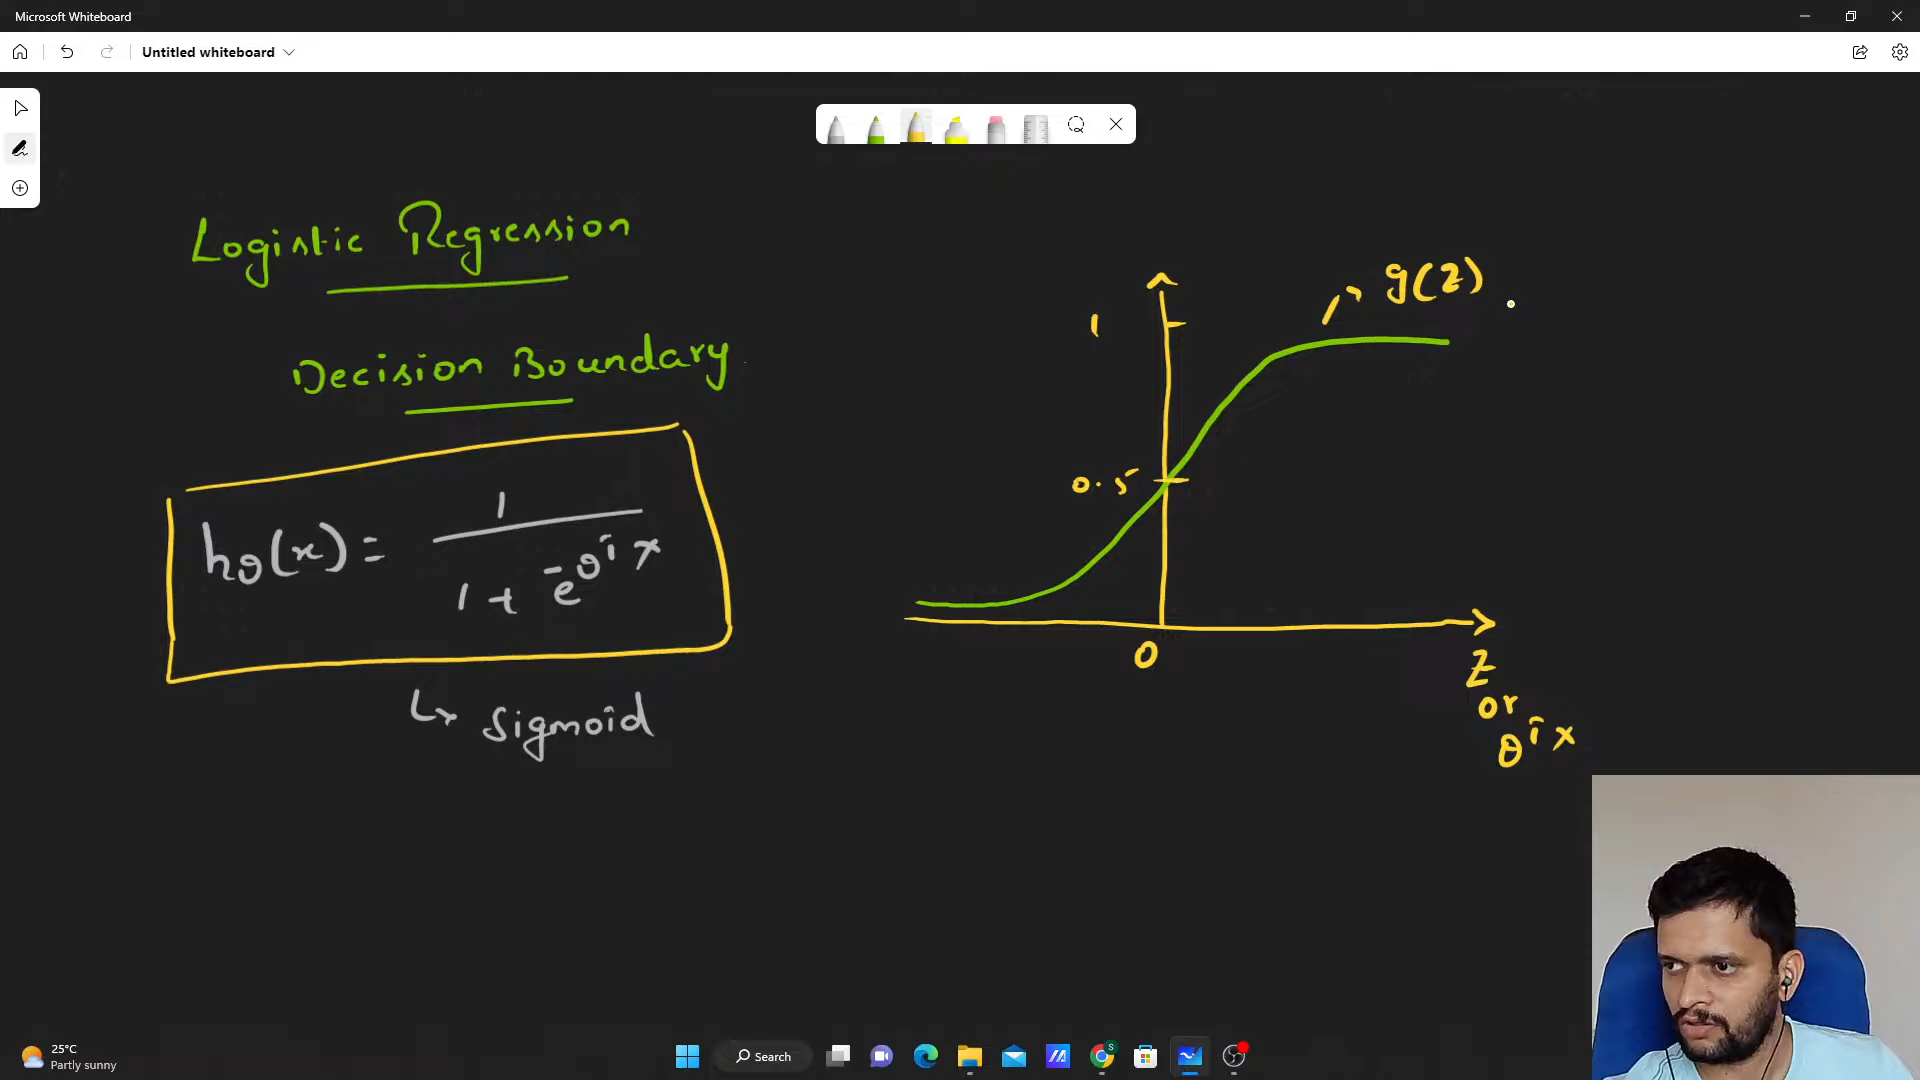 Microsoft Whiteboard
Untitled whiteboard
Logistic Regression
Decision Boundary
hθ(x) = 1 / (1 + e^-θᵀx)
↳ Sigmoid
g(z)
1
0.5
0
z
or
θᵀx
25°C
Partly sunny
Search
S